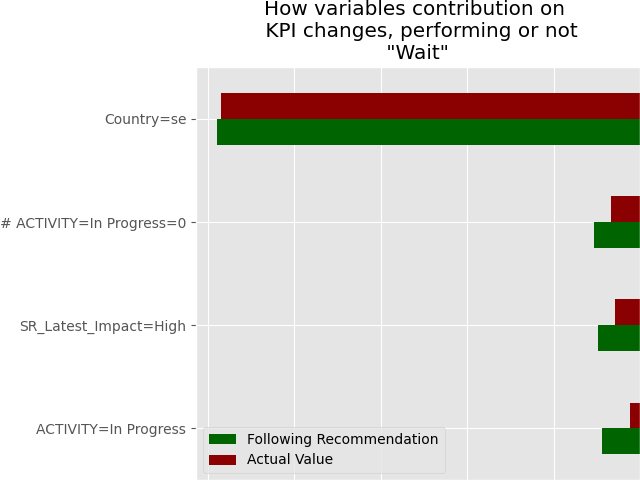 How variables contribution on
KPI changes, performing or not
"Wait"
Country=se
# ACTIVITY=In Progress=0
SR_Latest_Impact=High
ACTIVITY=In Progress
Following Recommendation
Actual Value